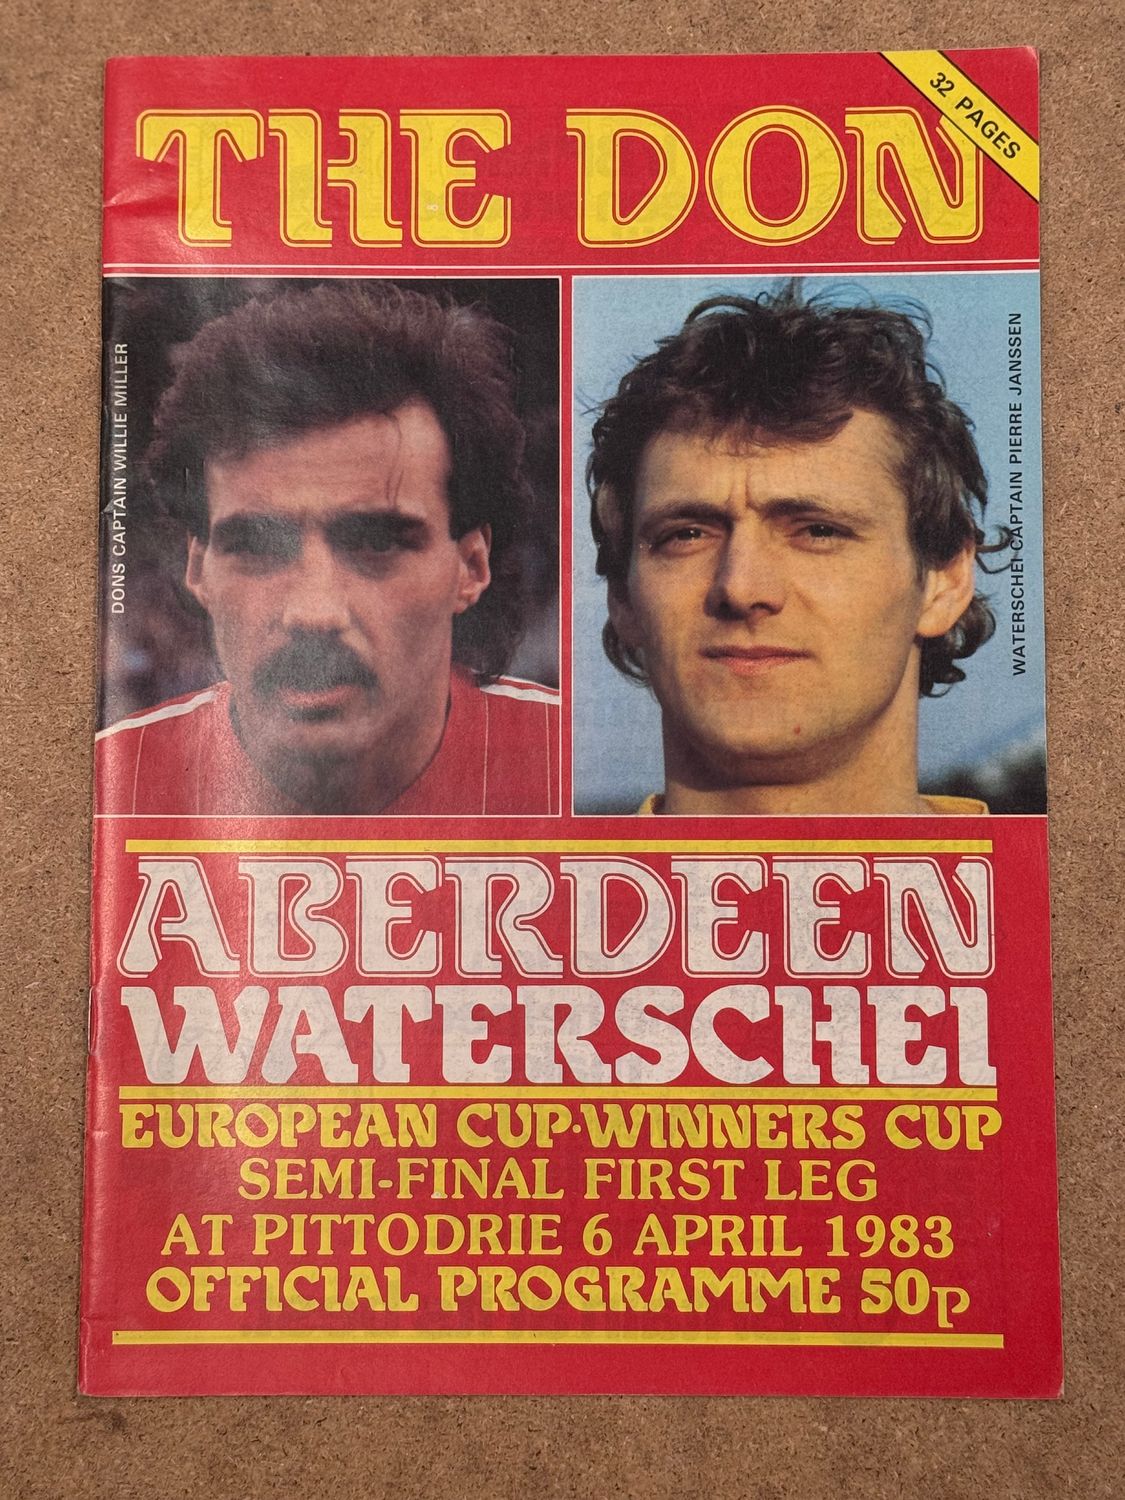 32 PAGES
THE DON
DONS CAPTAIN WILLIE MILLER
WATERSCHEI CAPTAIN PIERRE JANSSEN
ABERDEEN
WATERSCHEI
EUROPEAN CUP-WINNERS CUP
SEMI-FINAL FIRST LEG
AT PITTODRIE 6 APRIL 1983
OFFICIAL PROGRAMME 50p